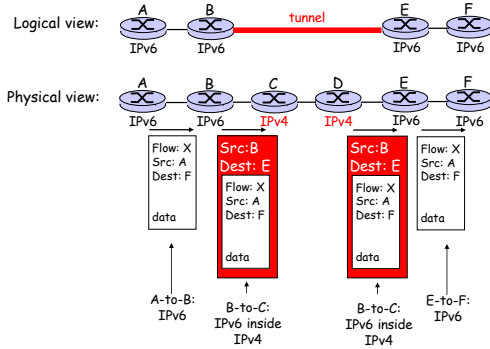 Logical view:
A B E F
tunnel
IPv6 IPv6 IPv6 IPv6
Physical view:
A B C D E F
IPv6 IPv6 IPv4 IPv4 IPv6 IPv6
Flow: X
Src: A
Dest: F
data
Src:B
Dest: E
Flow: X
Src: A
Dest: F
data
Src:B
Dest: E
Flow: X
Src: A
Dest: F
data
Flow: X
Src: A
Dest: F
data
A-to-B:
IPv6
B-to-C:
IPv6 inside
IPv4
B-to-C:
IPv6 inside
IPv4
E-to-F:
IPv6